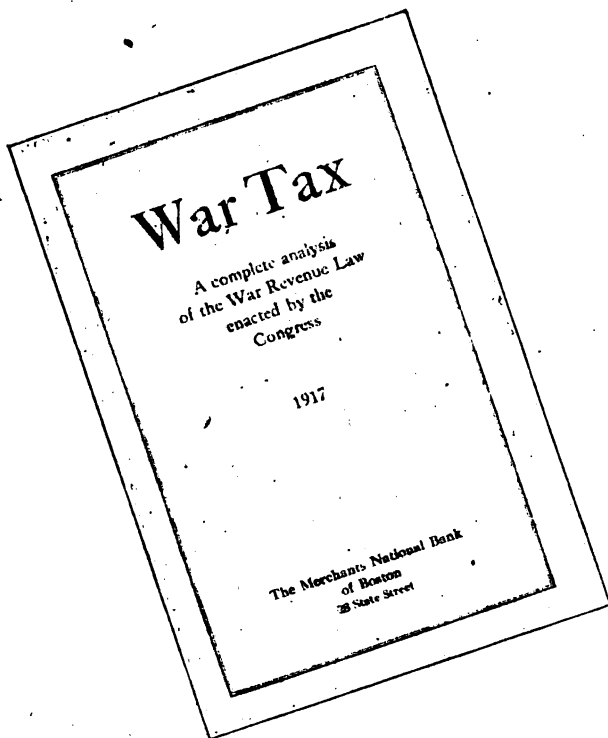 War Tax
A complete analysis
of the War Revenue Law
enacted by the
Congress
1917
The Merchants National Bank
of Boston
28 State Street